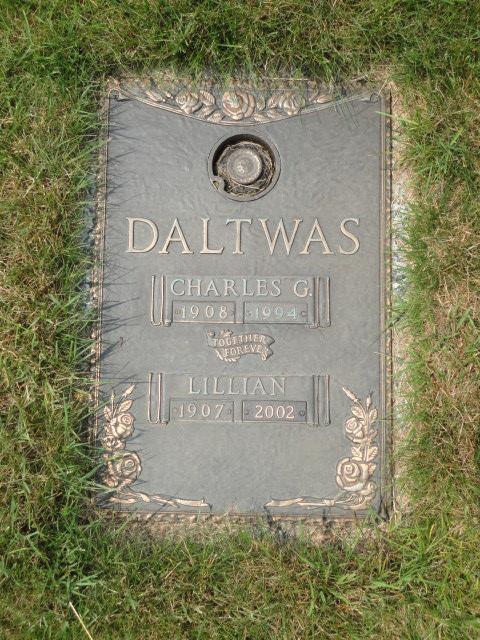 DALTWAS
CHARLES G.
1908 1994
TOGETHER
FOREVER
LILLIAN
1907 2002